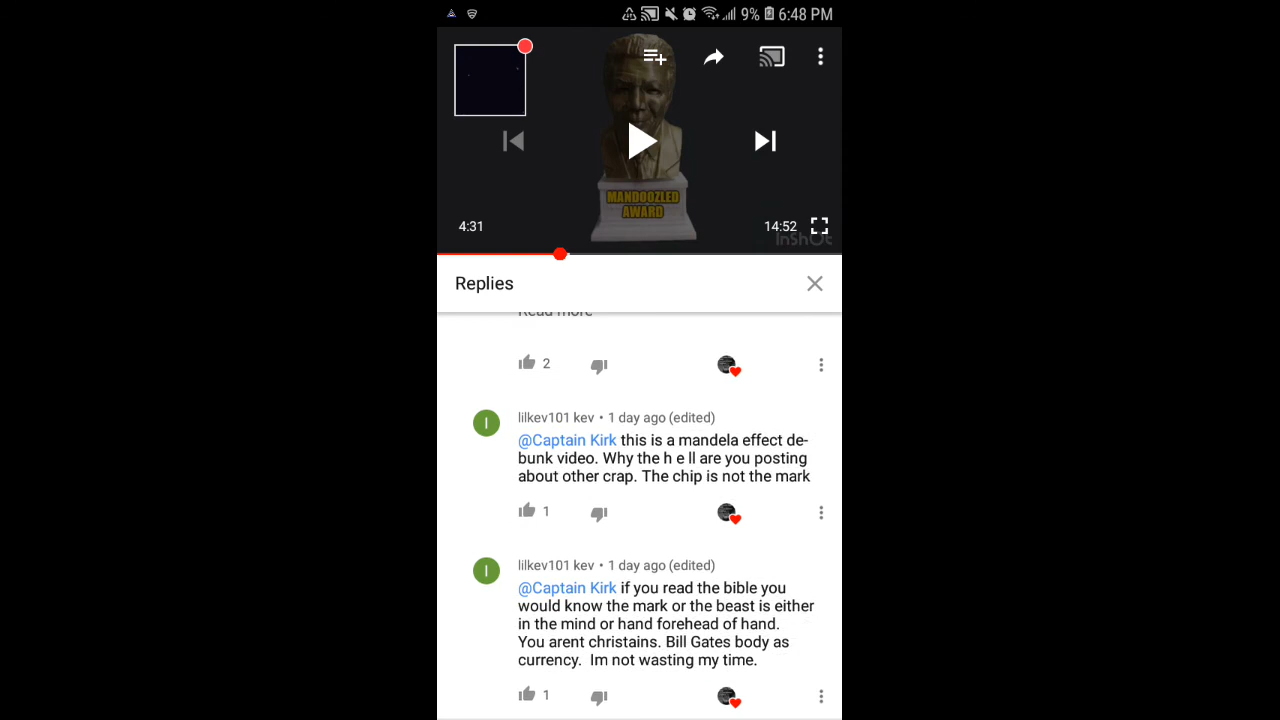 9% 6:48 PM
MANDOOZLED
AWARD
4:31
14:52
InShOt
Replies
Read more
2
I
lilkev101 kev • 1 day ago (edited)
@Captain Kirk this is a mandela effect de-
bunk video. Why the h e ll are you posting
about other crap. The chip is not the mark
1
I
lilkev101 kev • 1 day ago (edited)
@Captain Kirk if you read the bible you
would know the mark or the beast is either
in the mind or hand forehead of hand.
You arent christains. Bill Gates body as
currency.  Im not wasting my time.
1